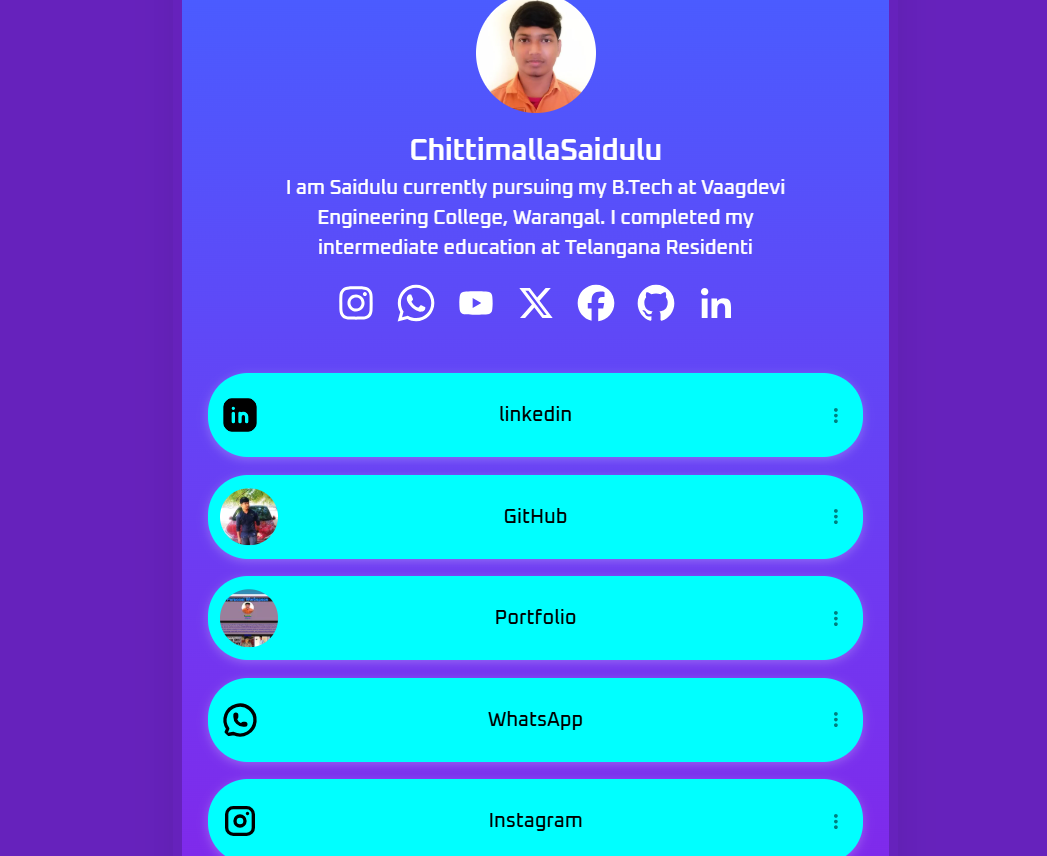 ChittimallaSaidulu
I am Saidulu currently pursuing my B.Tech at Vaagdevi
Engineering College, Warangal. I completed my
intermediate education at Telangana Residenti
linkedin
GitHub
Portfolio
WhatsApp
Instagram